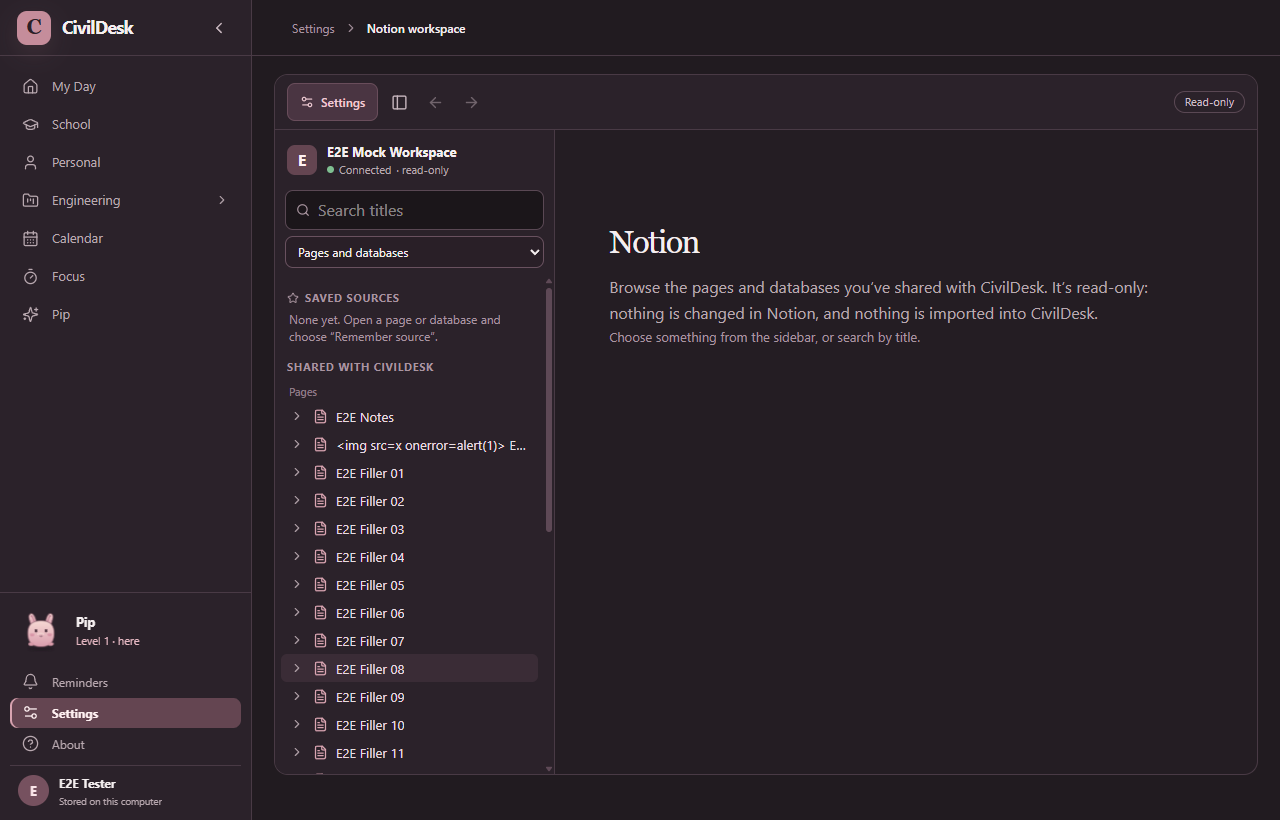 C CivilDesk
My Day
School
Personal
Engineering
Calendar
Focus
Pip
Pip
Level 1 · here
Reminders
Settings
About
E
E2E Tester
Stored on this computer
Settings > Notion workspace
Settings
Read-only
E
E2E Mock Workspace
Connected · read-only
Search titles
Pages and databases
SAVED SOURCES
None yet. Open a page or database and
choose “Remember source”.
SHARED WITH CIVILDESK
Pages
E2E Notes
<img src=x onerror=alert(1)> E...
E2E Filler 01
E2E Filler 02
E2E Filler 03
E2E Filler 04
E2E Filler 05
E2E Filler 06
E2E Filler 07
E2E Filler 08
E2E Filler 09
E2E Filler 10
E2E Filler 11
Notion
Browse the pages and databases you’ve shared with CivilDesk. It’s read-only:
nothing is changed in Notion, and nothing is imported into CivilDesk.
Choose something from the sidebar, or search by title.